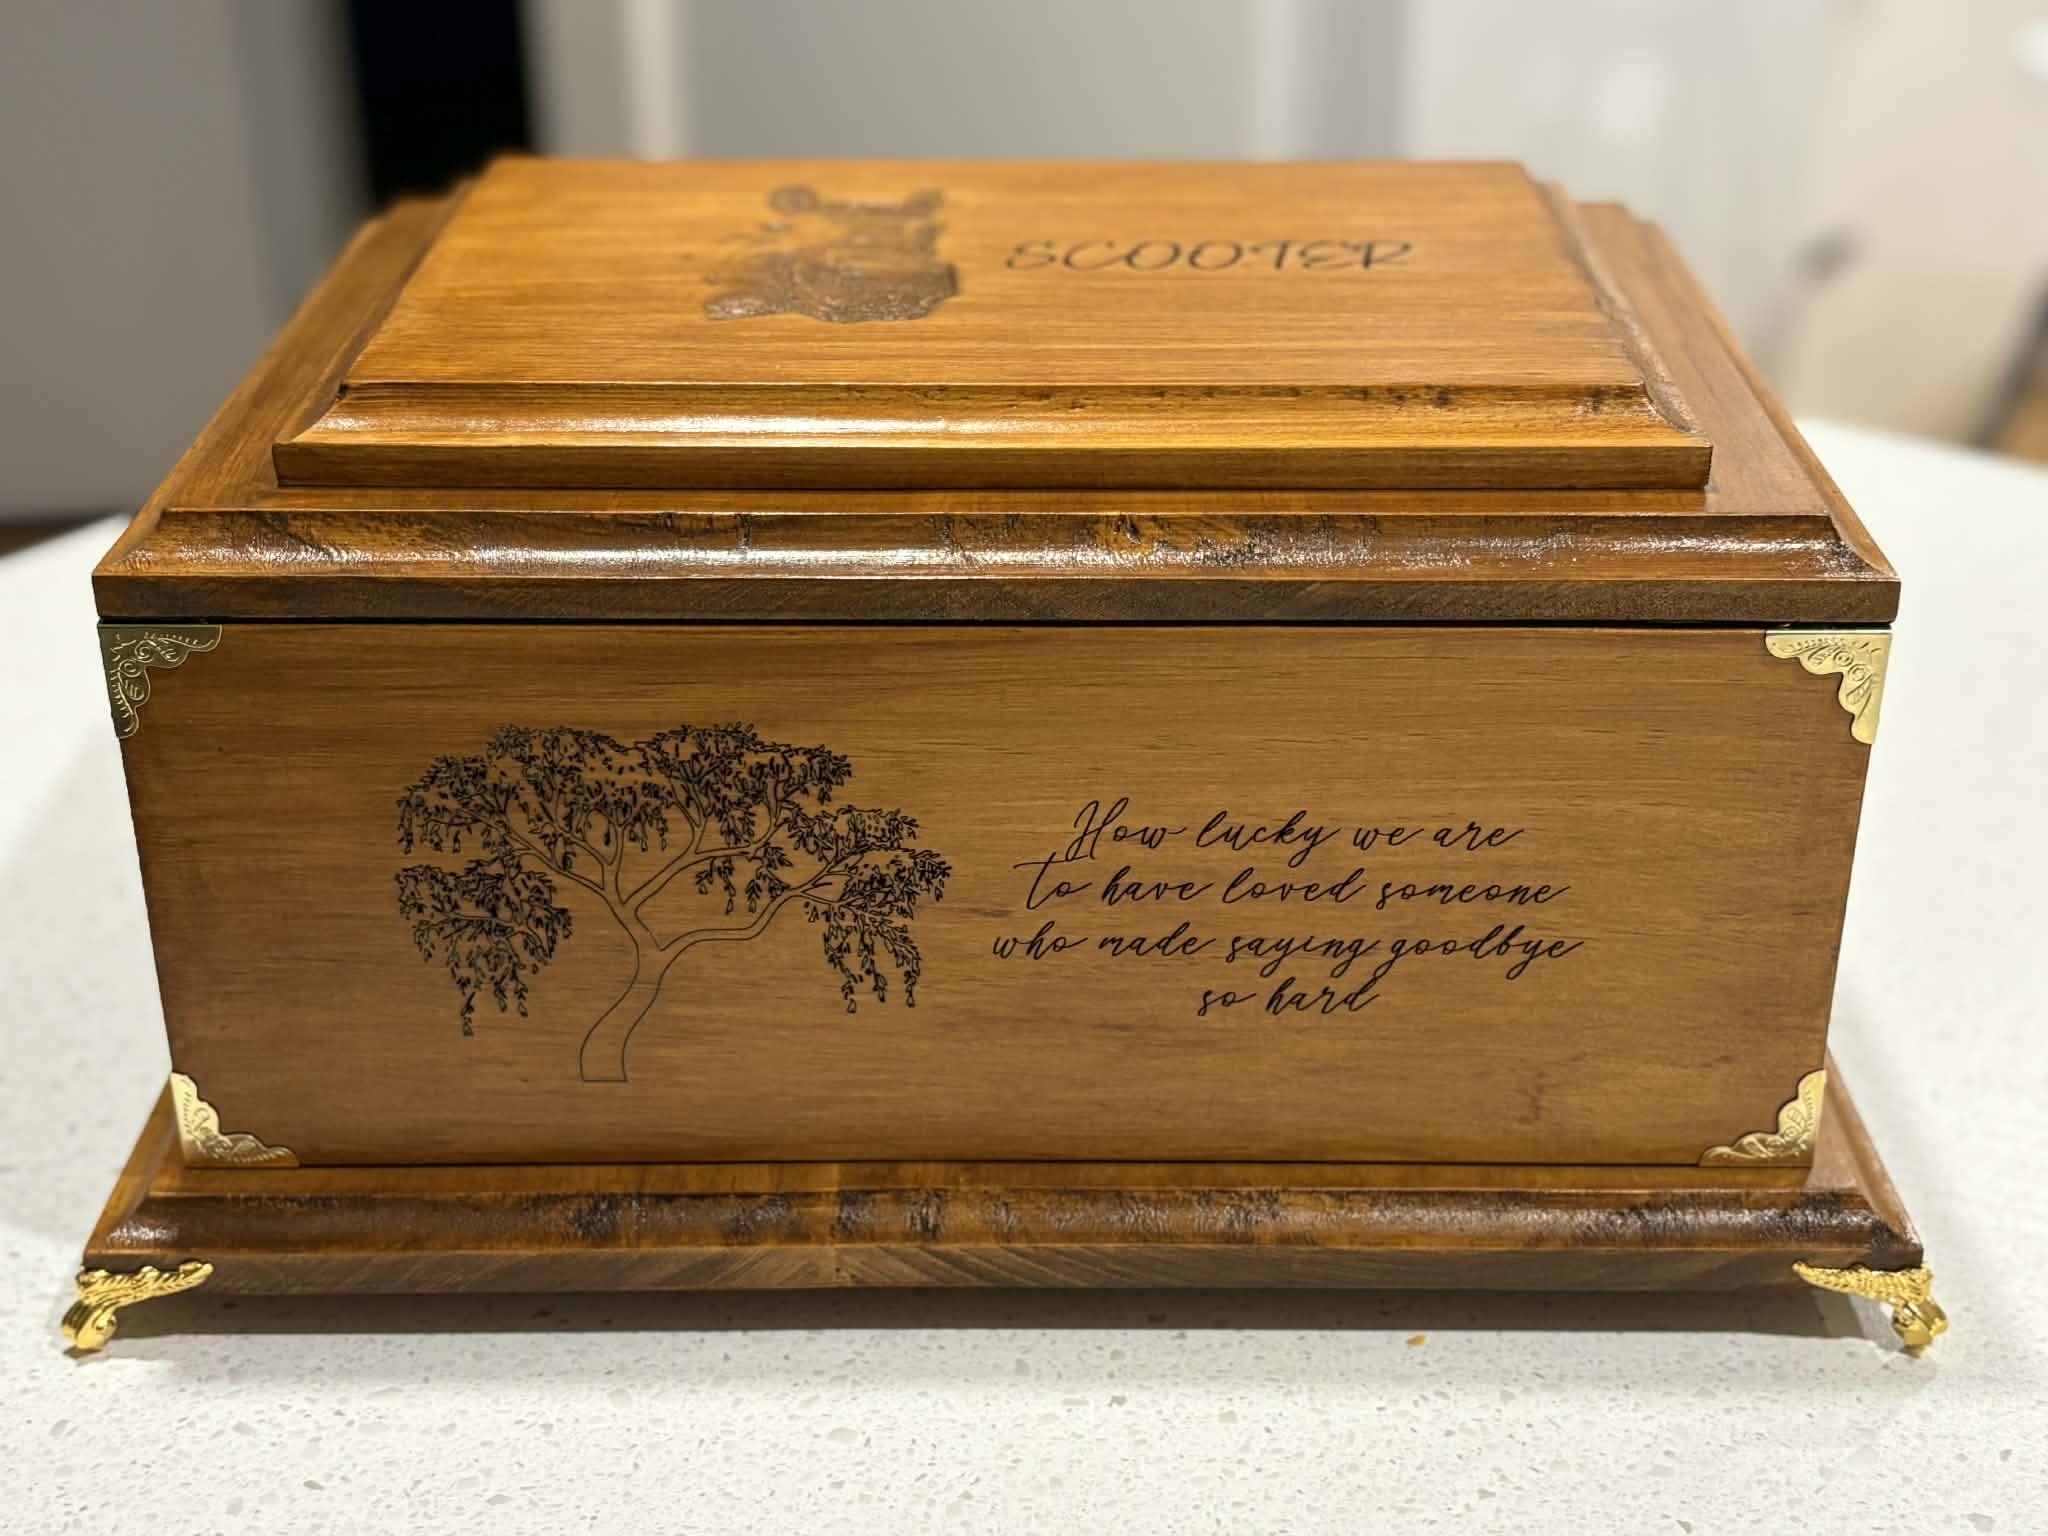 SCOOTER
How lucky we are
to have loved someone
who made saying goodbye
so hard